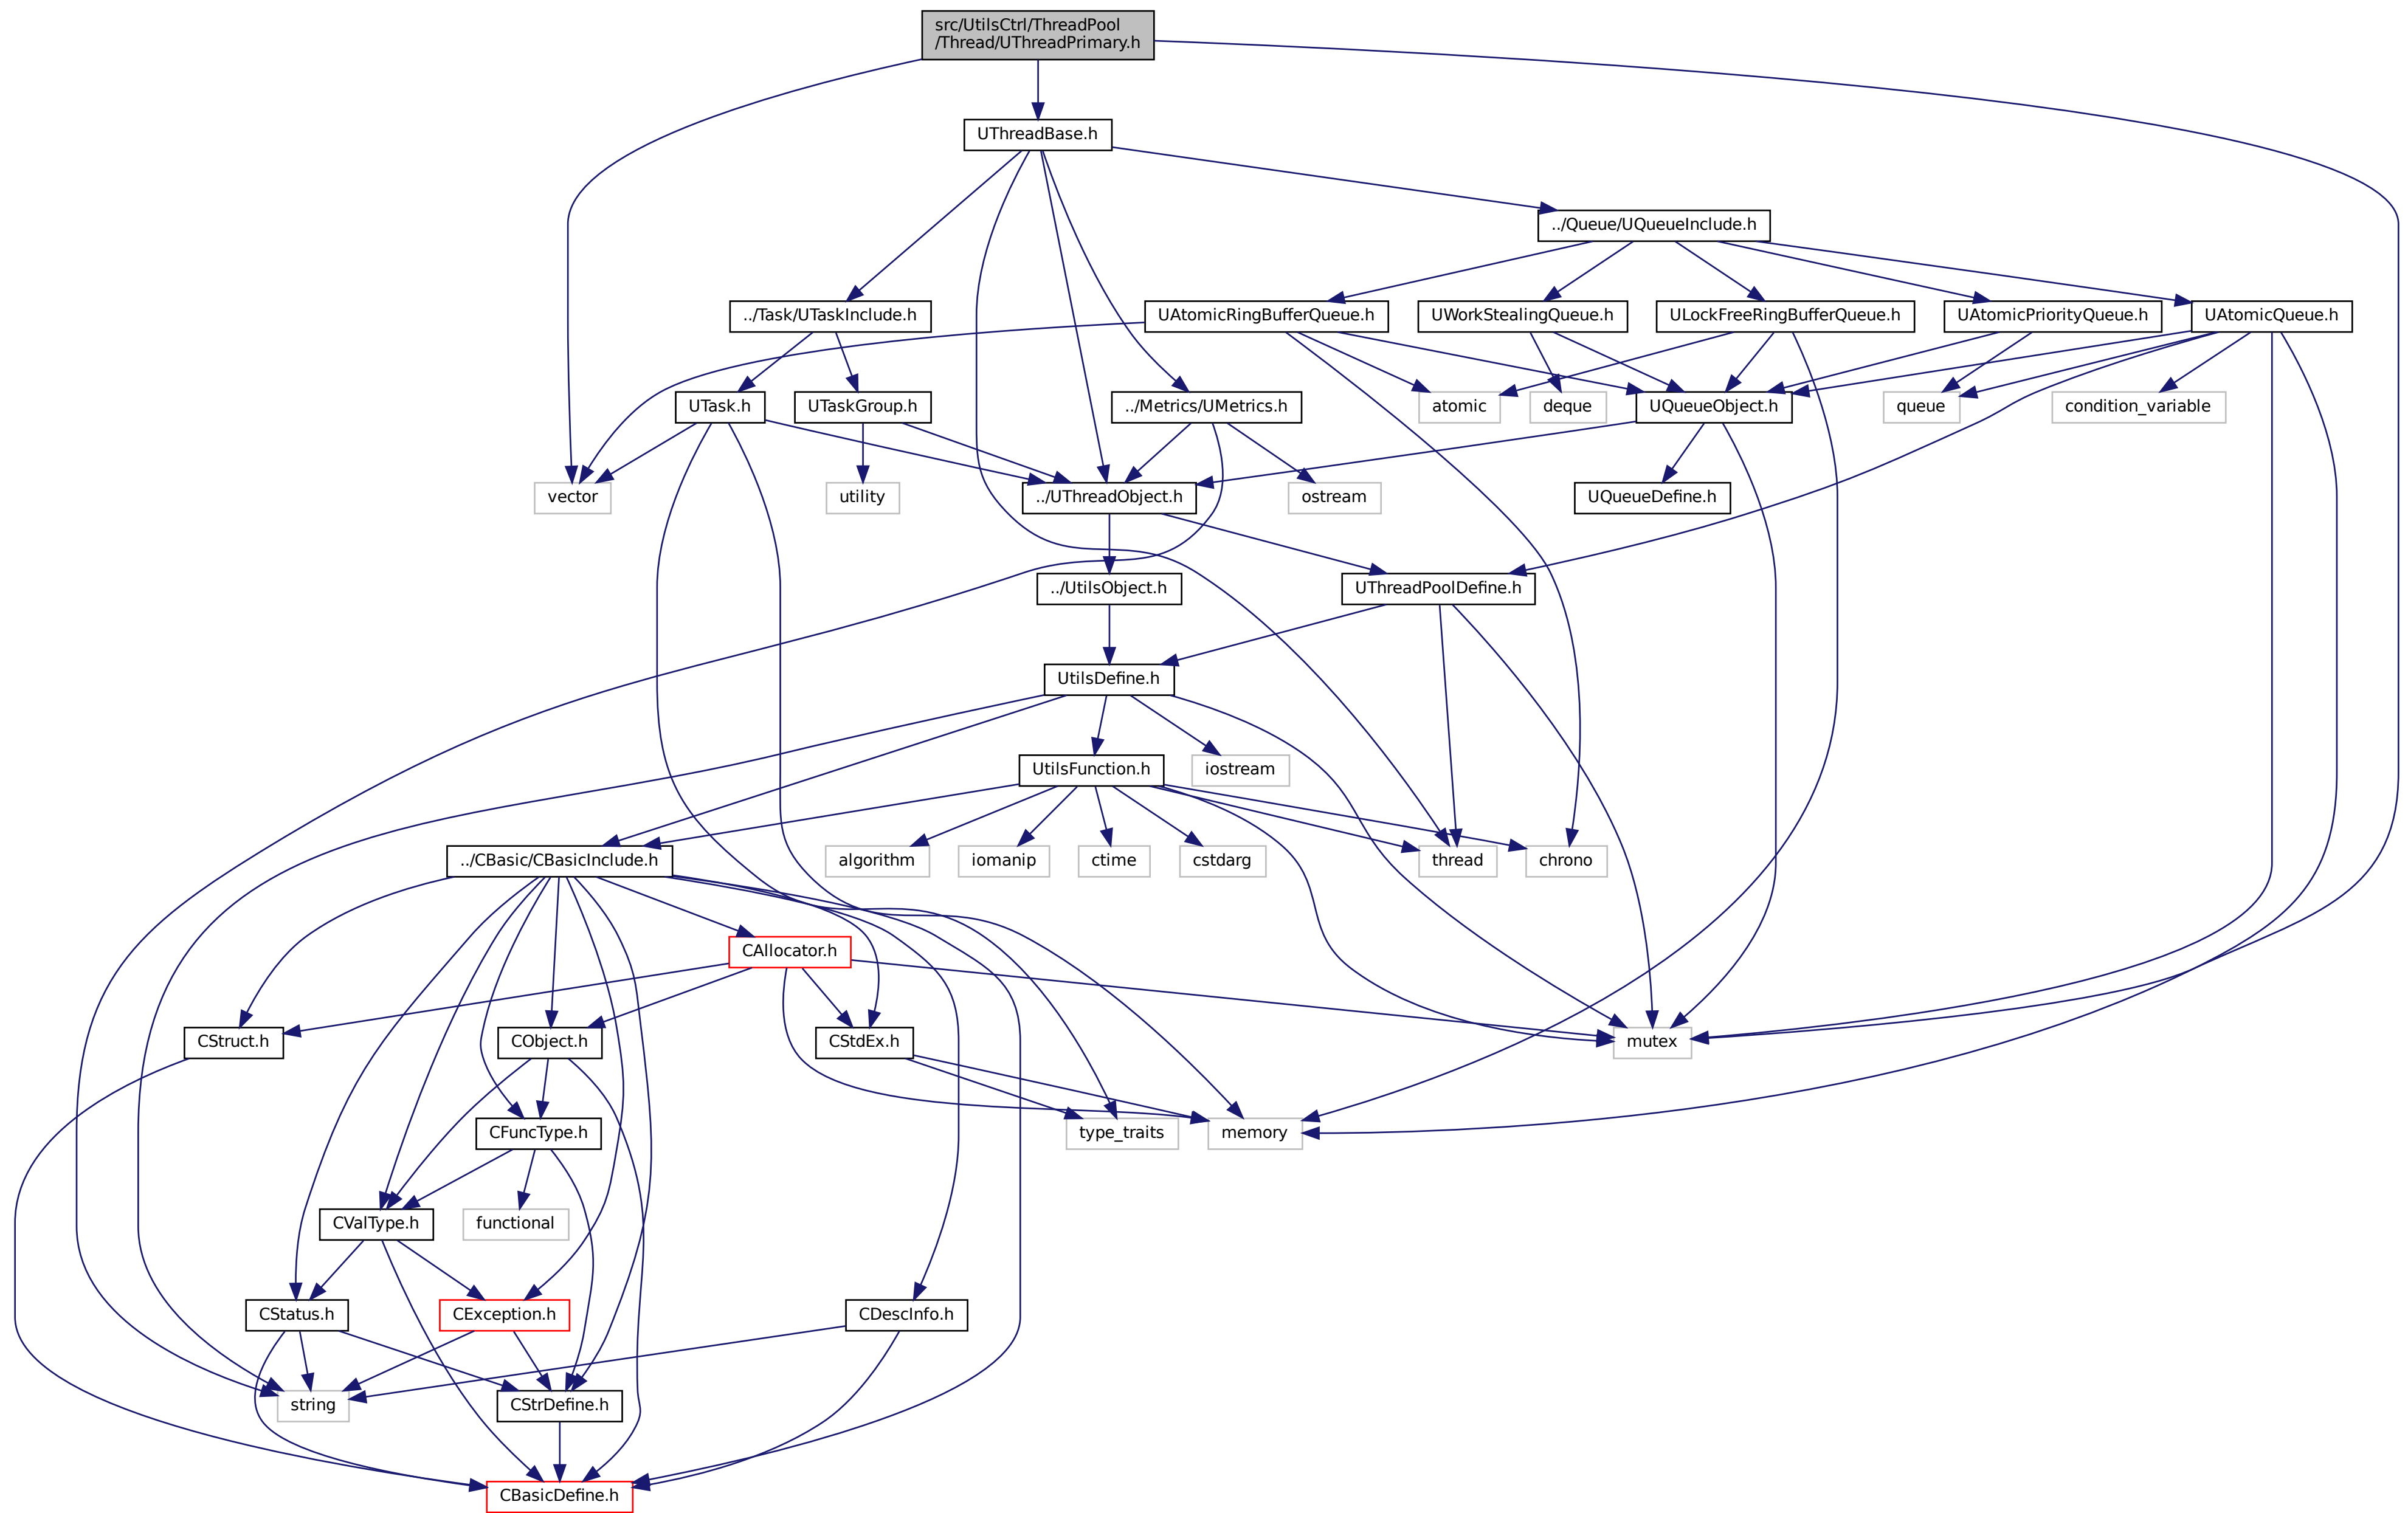 src/UtilsCtrl/ThreadPool
/Thread/UThreadPrimary.h
UThreadBase.h
../Queue/UQueueInclude.h
../Task/UTaskInclude.h
UAtomicRingBufferQueue.h
UWorkStealingQueue.h
ULockFreeRingBufferQueue.h
UAtomicPriorityQueue.h
UAtomicQueue.h
UTask.h
UTaskGroup.h
../Metrics/UMetrics.h
atomic
deque
UQueueObject.h
queue
condition_variable
vector
utility
../UThreadObject.h
ostream
UQueueDefine.h
../UtilsObject.h
UThreadPoolDefine.h
UtilsDefine.h
UtilsFunction.h
iostream
../CBasic/CBasicInclude.h
algorithm
iomanip
ctime
cstdarg
thread
chrono
CAllocator.h
CStruct.h
CObject.h
CStdEx.h
mutex
CFuncType.h
type_traits
memory
CValType.h
functional
CStatus.h
CException.h
CDescInfo.h
string
CStrDefine.h
CBasicDefine.h